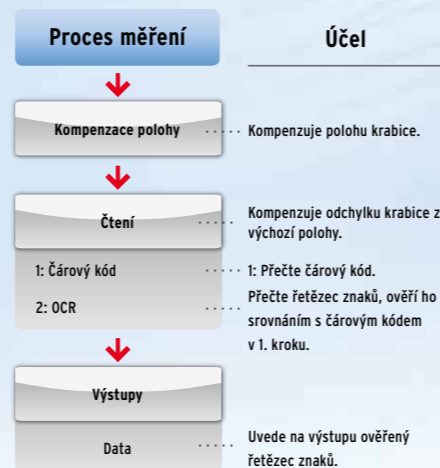 Proces měření
Účel
Kompenzace polohy
Kompenzuje polohu krabice.
Čtení
Kompenzuje odchylku krabice z
výchozí polohy.
1: Čárový kód
1: Přečte čárový kód.
2: OCR
Přečte řetězec znaků, ověří ho
srovnáním s čárovým kódem
v 1. kroku.
Výstupy
Data
Uvede na výstupu ověřený
řetězec znaků.